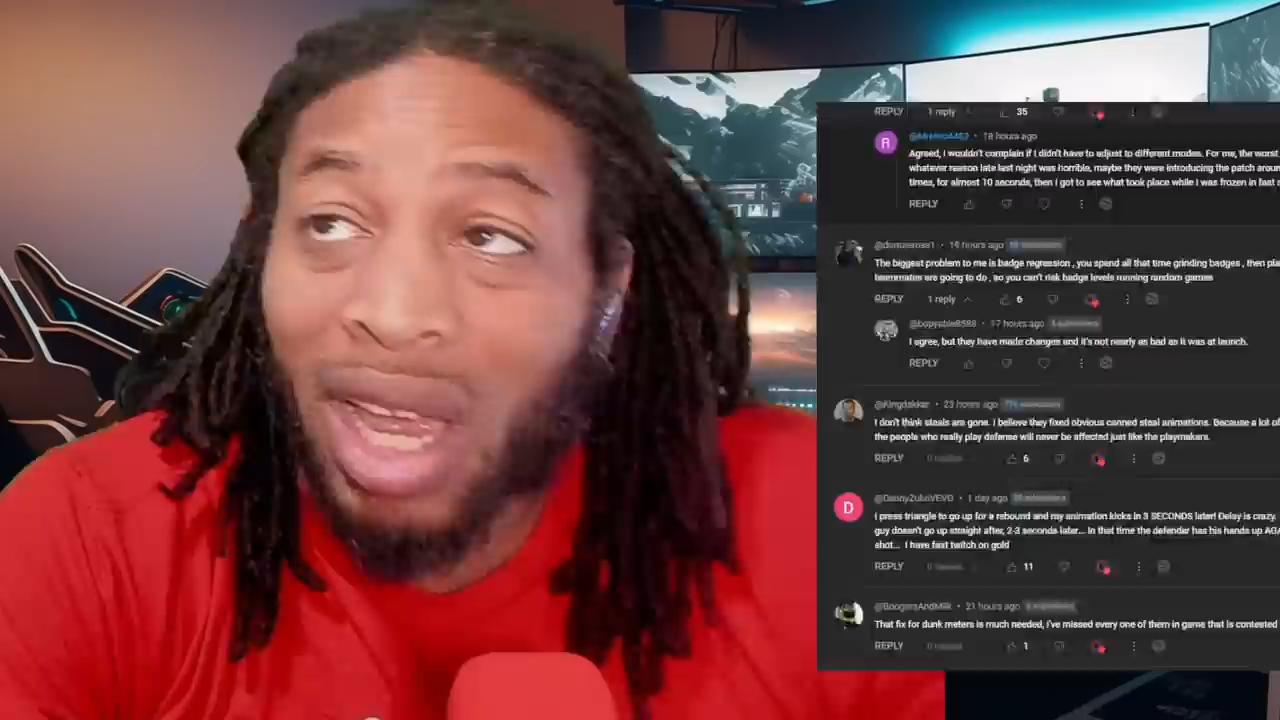 REPLY 1 reply 35
18 hours ago
Agreed, I wouldn't complain if I didn't have to adjust to different modes. For me, the worst
whatever reason late last night was horrible, maybe they were introducing the patch aroun
times, for almost 10 seconds, then I got to see what took place while I was frozen in fast
REPLY
19 hours ago
The biggest problem to me is badge regression , you spend all that time grinding badges , then pla
teammates are going to do , so you can't risk badge levels running random games
REPLY 1 reply 6
17 hours ago
I agree, but they have made changes and it's not nearly as bad as it was at launch.
REPLY
@Kingdakkar • 23 hours ago
I don't think steals are gone. I believe they fixed obvious canned steal animations. Because a lot of
the people who really play defense will never be affected just like the playmakers.
REPLY 6
D
@DannyZuluVEVO • 1 day ago
I press triangle to go up for a rebound and my animation kicks in 3 SECONDS later! Delay is crazy.
guy doesn't go up straight after, 2-3 seconds later... In that time the defender has his hands up AGA
shot... I have fast twitch on gold
REPLY 11
@BoogersAndMilk • 21 hours ago
That fix for dunk meters is much needed, I've missed every one of them in game that is contested
REPLY 1